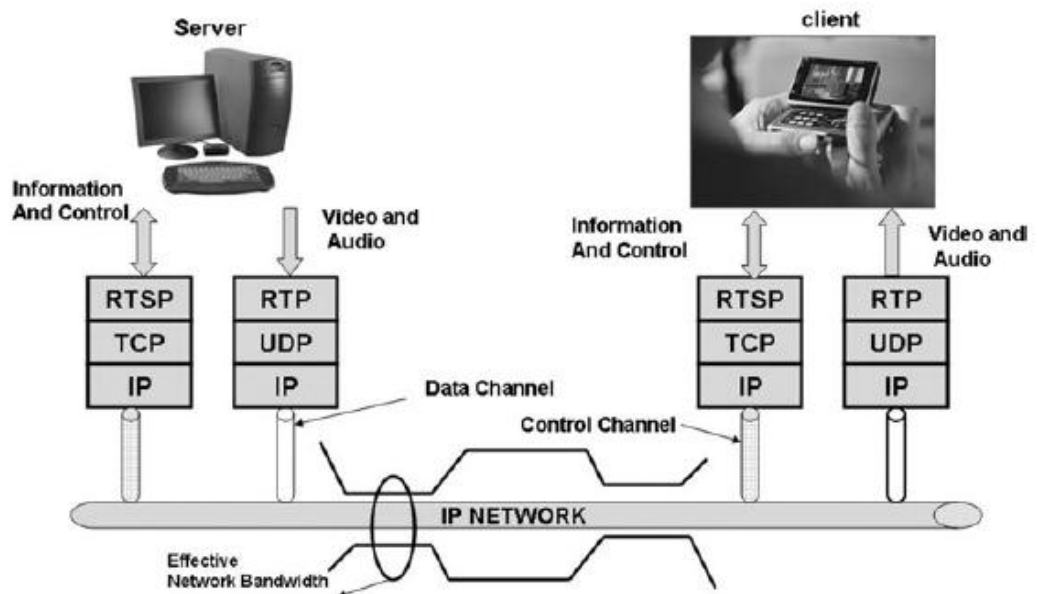 Server
client
Information
And Control
Video and
Audio
Information
And Control
Video and
Audio
RTSP
TCP
IP
RTP
UDP
IP
RTSP
TCP
IP
RTP
UDP
IP
Data Channel
Control Channel
IP NETWORK
Effective
Network Bandwidth